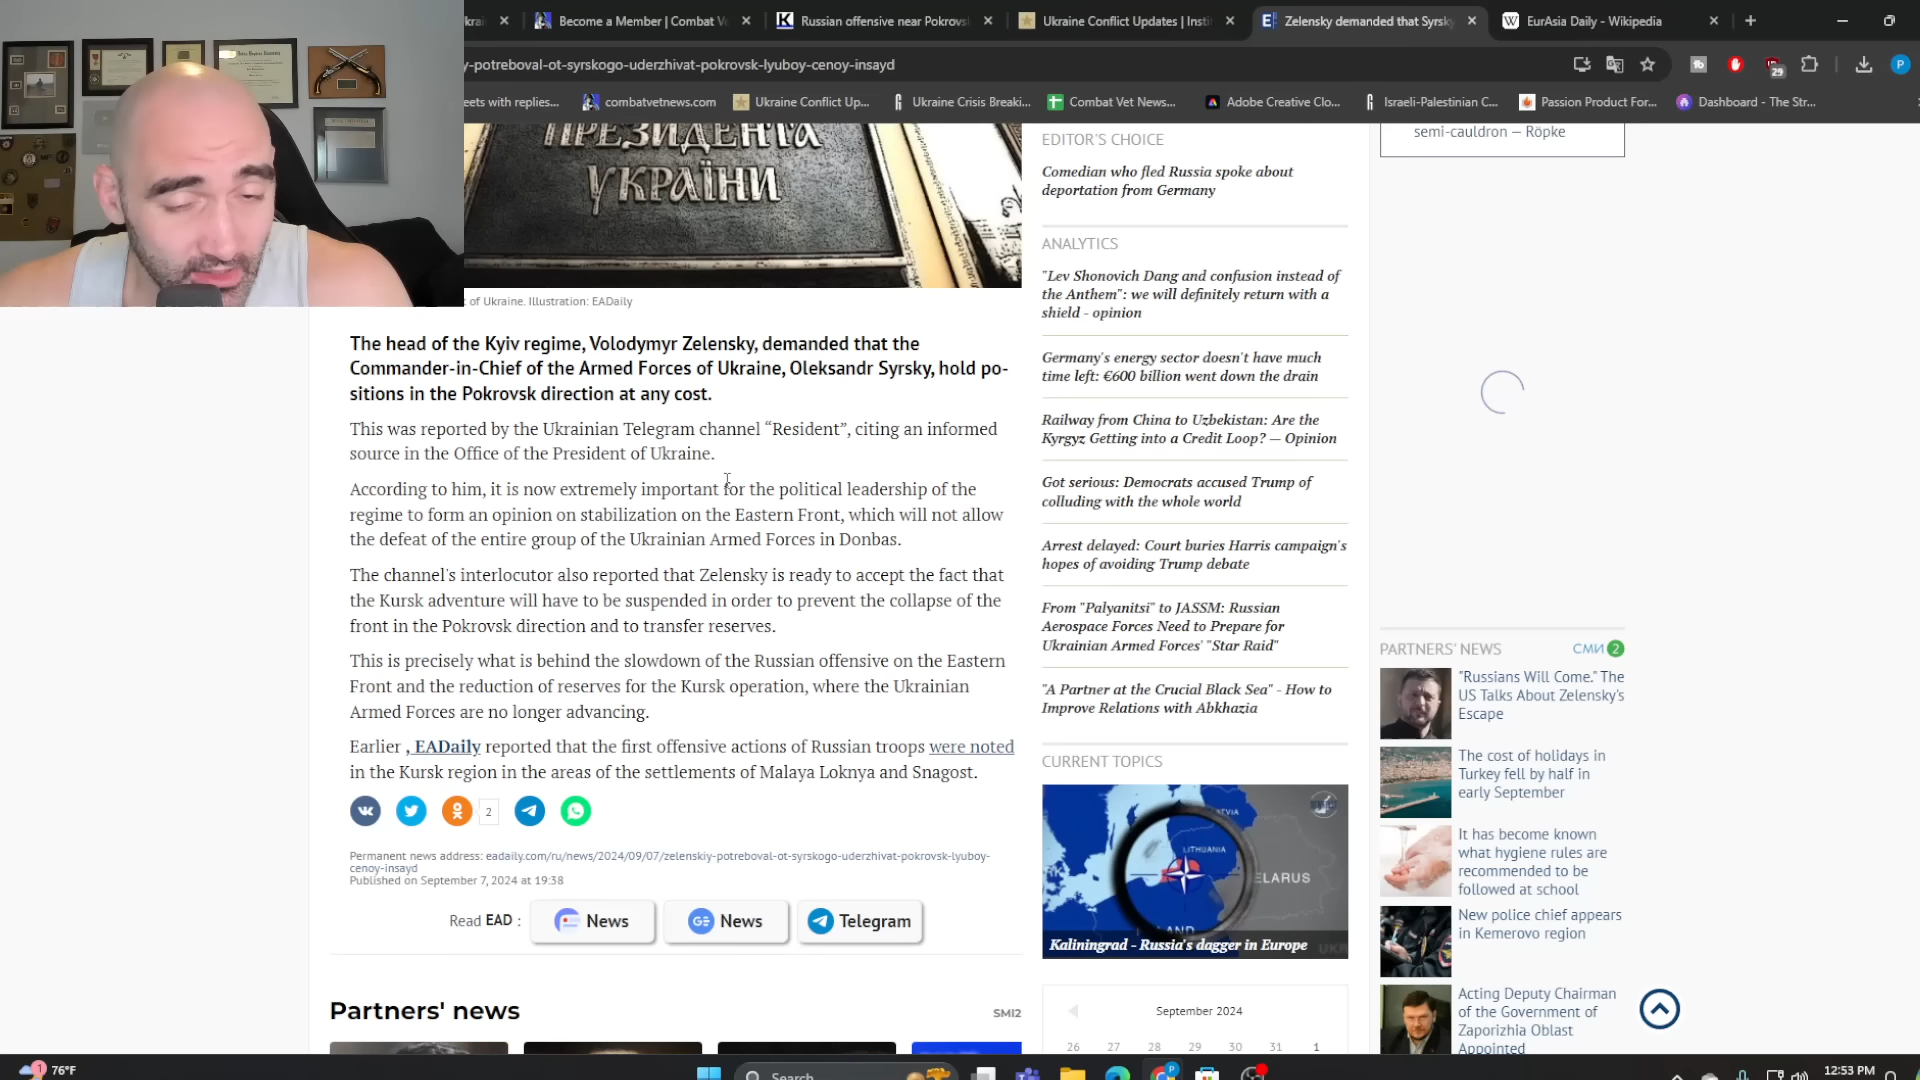 Become a Member | Combat Ve
Russian offensive near Pokrovs
Ukraine Conflict Updates | Insti
Zelensky demanded that Syrsky
EurAsia Daily - Wikipedia
y-potreboval-ot-syrskogo-uderzhivat-pokrovsk-lyuboy-cenoy-insayd
29
P
eets with replies...
combatvetnews.com
Ukraine Conflict Up...
Ukraine Crisis Breaki...
Combat Vet News...
Adobe Creative Clo...
Israeli-Palestinian C...
Passion Product For...
Dashboard - The Str...
ПРЕЗИДЕНТА
УКРАЇНИ
of Ukraine. Illustration: EADaily
The head of the Kyiv regime, Volodymyr Zelensky, demanded that the
Commander-in-Chief of the Armed Forces of Ukraine, Oleksandr Syrsky, hold po-
sitions in the Pokrovsk direction at any cost.
This was reported by the Ukrainian Telegram channel “Resident”, citing an informed
source in the Office of the President of Ukraine.
According to him, it is now extremely important for the political leadership of the
regime to form an opinion on stabilization on the Eastern Front, which will not allow
the defeat of the entire group of the Ukrainian Armed Forces in Donbas.
The channel's interlocutor also reported that Zelensky is ready to accept the fact that
the Kursk adventure will have to be suspended in order to prevent the collapse of the
front in the Pokrovsk direction and to transfer reserves.
This is precisely what is behind the slowdown of the Russian offensive on the Eastern
Front and the reduction of reserves for the Kursk operation, where the Ukrainian
Armed Forces are no longer advancing.
Earlier , EADaily reported that the first offensive actions of Russian troops were noted
in the Kursk region in the areas of the settlements of Malaya Loknya and Snagost.
2
Permanent news address: eadaily.com/ru/news/2024/09/07/zelenskiy-potreboval-ot-syrskogo-uderzhivat-pokrovsk-lyuboy-
cenoy-insayd
Published on September 7, 2024 at 19:38
Read EAD :
News
News
Telegram
Partners' news
SMI2
EDITOR'S CHOICE
Comedian who fled Russia spoke about
deportation from Germany
ANALYTICS
"Lev Shonovich Dang and confusion instead of
the Anthem": we will definitely return with a
shield - opinion
Germany's energy sector doesn't have much
time left: €600 billion went down the drain
Railway from China to Uzbekistan: Are the
Kyrgyz Getting into a Credit Loop? — Opinion
Got serious: Democrats accused Trump of
colluding with the whole world
Arrest delayed: Court buries Harris campaign's
hopes of avoiding Trump debate
From "Palyanitsi" to JASSM: Russian
Aerospace Forces Need to Prepare for
Ukrainian Armed Forces' "Star Raid"
"A Partner at the Crucial Black Sea" - How to
Improve Relations with Abkhazia
CURRENT TOPICS
LITHUANIA
ELARUS
Kaliningrad - Russia's dagger in Europe
September 2024
26 27 28 29 30 31 1
semi-cauldron — Röpke
PARTNERS' NEWS
СМИ 2
"Russians Will Come." The
US Talks About Zelensky's
Escape
The cost of holidays in
Turkey fell by half in
early September
It has become known
what hygiene rules are
recommended to be
followed at school
New police chief appears
in Kemerovo region
Acting Deputy Chairman
of the Government of
Zaporizhia Oblast
Appointed
1
76°F
Search
12:53 PM